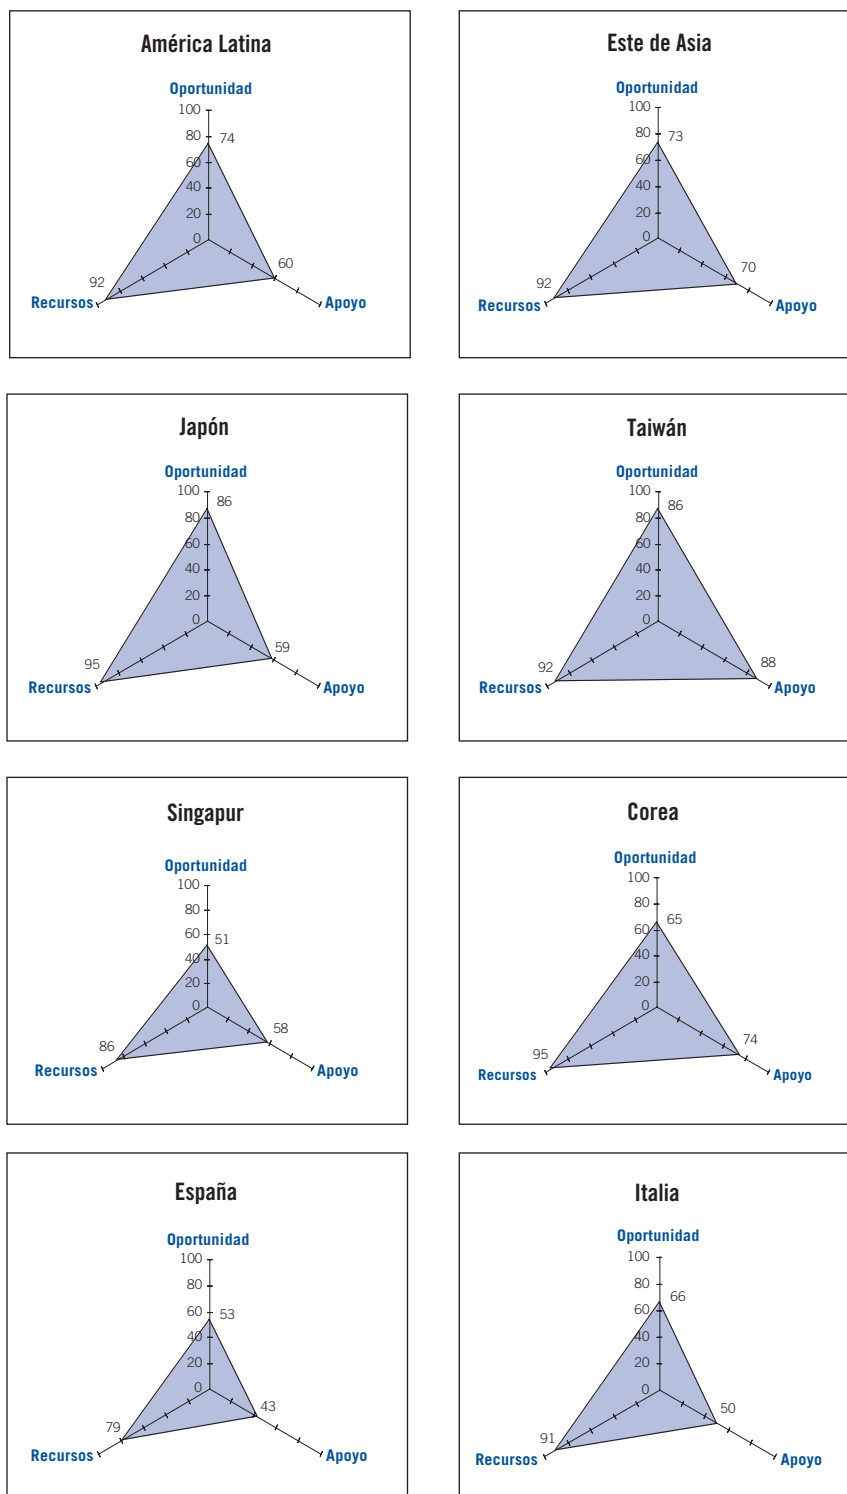 América Latina
Oportunidad
100
80
74
60
40
20
0
60
92
Recursos
Apoyo
Este de Asia
Oportunidad
100
80
73
60
40
20
0
70
92
Recursos
Apoyo
Japón
Oportunidad
100
86
80
60
40
20
0
59
95
Recursos
Apoyo
Taiwán
Oportunidad
100
86
80
60
40
20
0
92
88
Recursos
Apoyo
Singapur
Oportunidad
100
80
60
51
40
20
0
58
86
Recursos
Apoyo
Corea
Oportunidad
100
80
65
60
40
20
0
74
95
Recursos
Apoyo
España
Oportunidad
100
80
60
53
40
20
0
43
79
Recursos
Apoyo
Italia
Oportunidad
100
80
66
60
40
20
0
50
91
Recursos
Apoyo